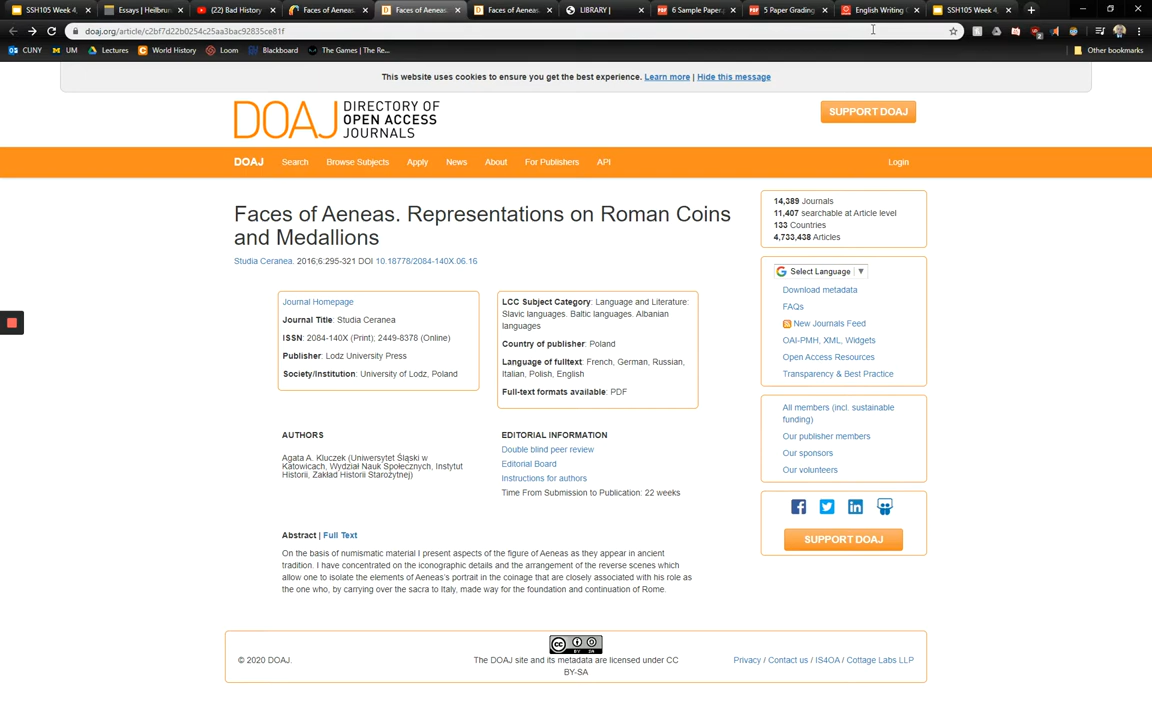 SSH105 Week 4, Essays | Heilbrun (22) Bad History Faces of Aeneas. Faces of Aeneas. Faces of Aeneas. LIBRARY | 6 Sample Paper 5 Paper Grading English Writing SSH105 Week 4,
doaj.org/article/c2bf7d22b0254c25aa3bac92835ce81f
CUNY UM Lectures World History Loom Blackboard The Games | The Re... Other bookmarks
This website uses cookies to ensure you get the best experience. Learn more | Hide this message
DOAJ DIRECTORY OF
OPEN ACCESS
JOURNALS
SUPPORT DOAJ
DOAJ Search Browse Subjects Apply News About For Publishers API Login
Faces of Aeneas. Representations on Roman Coins
and Medallions
Studia Ceranea. 2016;6:295-321 DOI 10.18778/2084-140X.06.16
Journal Homepage
Journal Title: Studia Ceranea
ISSN: 2084-140X (Print); 2449-8378 (Online)
Publisher: Lodz University Press
Society/Institution: University of Lodz, Poland
LCC Subject Category: Language and Literature:
Slavic languages. Baltic languages. Albanian
languages
Country of publisher: Poland
Language of fulltext: French, German, Russian,
Italian, Polish, English
Full-text formats available: PDF
AUTHORS
Agata A. Kluczek (Uniwersytet Śląski w
Katowicach, Wydział Nauk Społecznych, Instytut
Historii, Zakład Historii Starożytnej)
EDITORIAL INFORMATION
Double blind peer review
Editorial Board
Instructions for authors
Time From Submission to Publication: 22 weeks
Abstract | Full Text
On the basis of numismatic material I present aspects of the figure of Aeneas as they appear in ancient
tradition. I have concentrated on the iconographic details and the arrangement of the reverse scenes which
allow one to isolate the elements of Aeneas's portrait in the coinage that are closely associated with his role as
the one who, by carrying over the sacra to Italy, made way for the foundation and continuation of Rome.
14,389 Journals
11,407 searchable at Article level
133 Countries
4,733,438 Articles
Select Language ▼
Download metadata
FAQs
New Journals Feed
OAI-PMH, XML, Widgets
Open Access Resources
Transparency & Best Practice
All members (incl. sustainable
funding)
Our publisher members
Our sponsors
Our volunteers
SUPPORT DOAJ
© 2020 DOAJ.
cc BY SA
The DOAJ site and its metadata are licensed under CC
BY-SA
Privacy / Contact us / IS4OA / Cottage Labs LLP